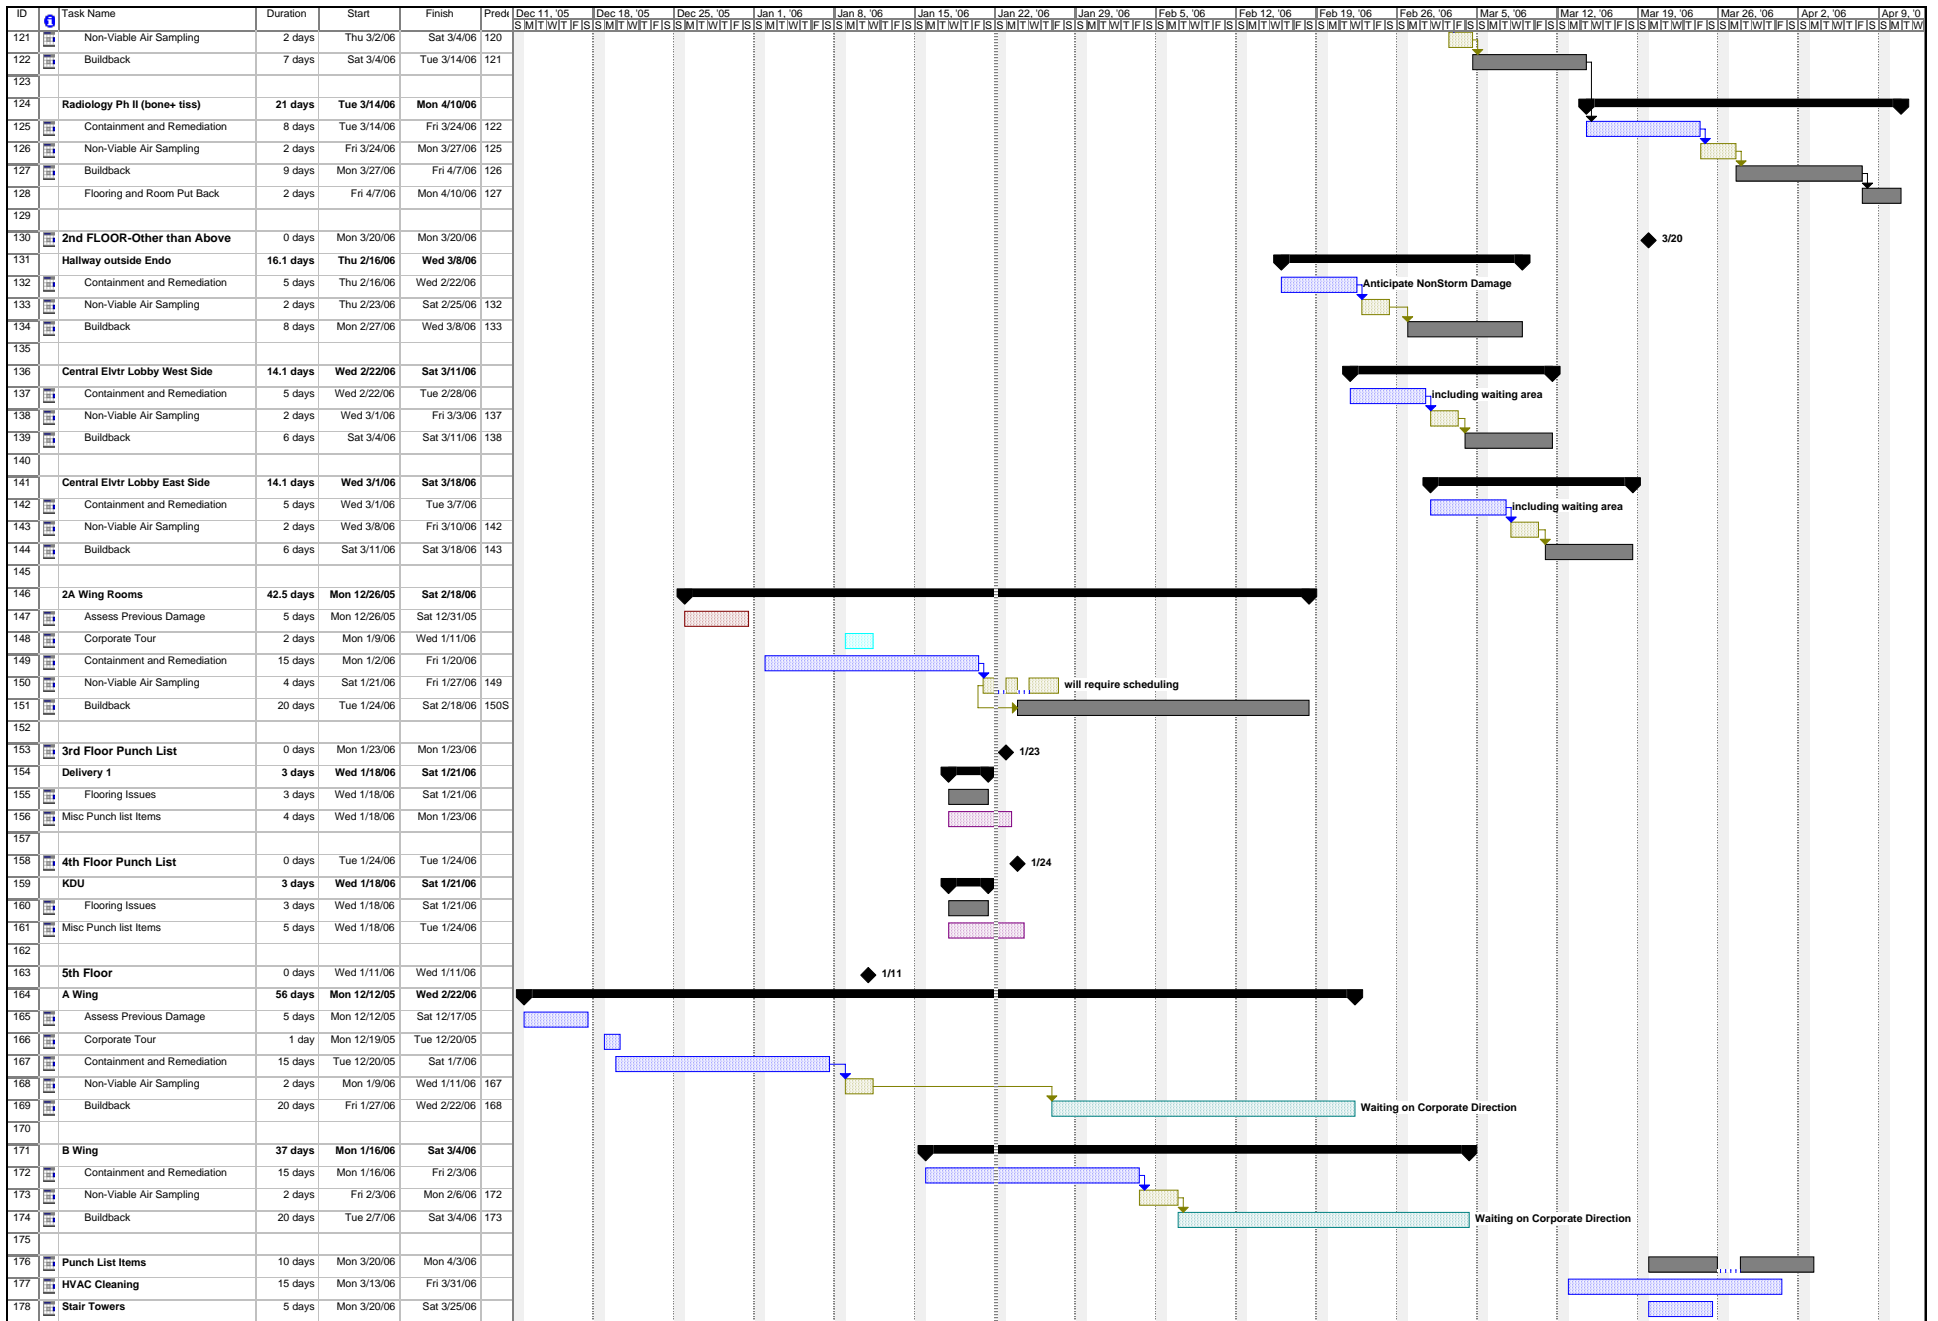 ID Task Name Duration Start Finish Prede Dec 11, '05 Dec 18, '05 Dec 25, '05 Jan 1, '06 Jan 8, '06 Jan 15, '06 Jan 22, '06 Jan 29, '06 Feb 5, '06 Feb 12, '06 Feb 19, '06 Feb 26, '06 Mar 5, '06 Mar 12, '06 Mar 19, '06 Mar 26, '06 Apr 2, '06 Apr 9, '0
S M T W T F S S M T W T F S S M T W T F S S M T W T F S S M T W T F S S M T W T F S S M T W T F S S M T W T F S S M T W T F S S M T W T F S S M T W T F S S M T W T F S S M T W T F S S M T W T F S S M T W T F S S M T W T F S S M T W T F S S M T W
121 Non-Viable Air Sampling 2 days Thu 3/2/06 Sat 3/4/06 120
122 Buildback 7 days Sat 3/4/06 Tue 3/14/06 121
123
124 Radiology Ph II (bone+ tiss) 21 days Tue 3/14/06 Mon 4/10/06
125 Containment and Remediation 8 days Tue 3/14/06 Fri 3/24/06 122
126 Non-Viable Air Sampling 2 days Fri 3/24/06 Mon 3/27/06 125
127 Buildback 9 days Mon 3/27/06 Fri 4/7/06 126
128 Flooring and Room Put Back 2 days Fri 4/7/06 Mon 4/10/06 127
129
130 2nd FLOOR-Other than Above 0 days Mon 3/20/06 Mon 3/20/06 3/20
131 Hallway outside Endo 16.1 days Thu 2/16/06 Wed 3/8/06
132 Containment and Remediation 5 days Thu 2/16/06 Wed 2/22/06 Anticipate NonStorm Damage
133 Non-Viable Air Sampling 2 days Thu 2/23/06 Sat 2/25/06 132
134 Buildback 8 days Mon 2/27/06 Wed 3/8/06 133
135
136 Central Elvtr Lobby West Side 14.1 days Wed 2/22/06 Sat 3/11/06
137 Containment and Remediation 5 days Wed 2/22/06 Tue 2/28/06 including waiting area
138 Non-Viable Air Sampling 2 days Wed 3/1/06 Fri 3/3/06 137
139 Buildback 6 days Sat 3/4/06 Sat 3/11/06 138
140
141 Central Elvtr Lobby East Side 14.1 days Wed 3/1/06 Sat 3/18/06
142 Containment and Remediation 5 days Wed 3/1/06 Tue 3/7/06 including waiting area
143 Non-Viable Air Sampling 2 days Wed 3/8/06 Fri 3/10/06 142
144 Buildback 6 days Sat 3/11/06 Sat 3/18/06 143
145
146 2A Wing Rooms 42.5 days Mon 12/26/05 Sat 2/18/06
147 Assess Previous Damage 5 days Mon 12/26/05 Sat 12/31/05
148 Corporate Tour 2 days Mon 1/9/06 Wed 1/11/06
149 Containment and Remediation 15 days Mon 1/2/06 Fri 1/20/06
150 Non-Viable Air Sampling 4 days Sat 1/21/06 Fri 1/27/06 149 will require scheduling
151 Buildback 20 days Tue 1/24/06 Sat 2/18/06 150S
152
153 3rd Floor Punch List 0 days Mon 1/23/06 Mon 1/23/06 1/23
154 Delivery 1 3 days Wed 1/18/06 Sat 1/21/06
155 Flooring Issues 3 days Wed 1/18/06 Sat 1/21/06
156 Misc Punch list Items 4 days Wed 1/18/06 Mon 1/23/06
157
158 4th Floor Punch List 0 days Tue 1/24/06 Tue 1/24/06 1/24
159 KDU 3 days Wed 1/18/06 Sat 1/21/06
160 Flooring Issues 3 days Wed 1/18/06 Sat 1/21/06
161 Misc Punch list Items 5 days Wed 1/18/06 Tue 1/24/06
162
163 5th Floor 0 days Wed 1/11/06 Wed 1/11/06 1/11
164 A Wing 56 days Mon 12/12/05 Wed 2/22/06
165 Assess Previous Damage 5 days Mon 12/12/05 Sat 12/17/05
166 Corporate Tour 1 day Mon 12/19/05 Tue 12/20/05
167 Containment and Remediation 15 days Tue 12/20/05 Sat 1/7/06
168 Non-Viable Air Sampling 2 days Mon 1/9/06 Wed 1/11/06 167
169 Buildback 20 days Fri 1/27/06 Wed 2/22/06 168 Waiting on Corporate Direction
170
171 B Wing 37 days Mon 1/16/06 Sat 3/4/06
172 Containment and Remediation 15 days Mon 1/16/06 Fri 2/3/06
173 Non-Viable Air Sampling 2 days Fri 2/3/06 Mon 2/6/06 172
174 Buildback 20 days Tue 2/7/06 Sat 3/4/06 173 Waiting on Corporate Direction
175
176 Punch List Items 10 days Mon 3/20/06 Mon 4/3/06
177 HVAC Cleaning 15 days Mon 3/13/06 Fri 3/31/06
178 Stair Towers 5 days Mon 3/20/06 Sat 3/25/06